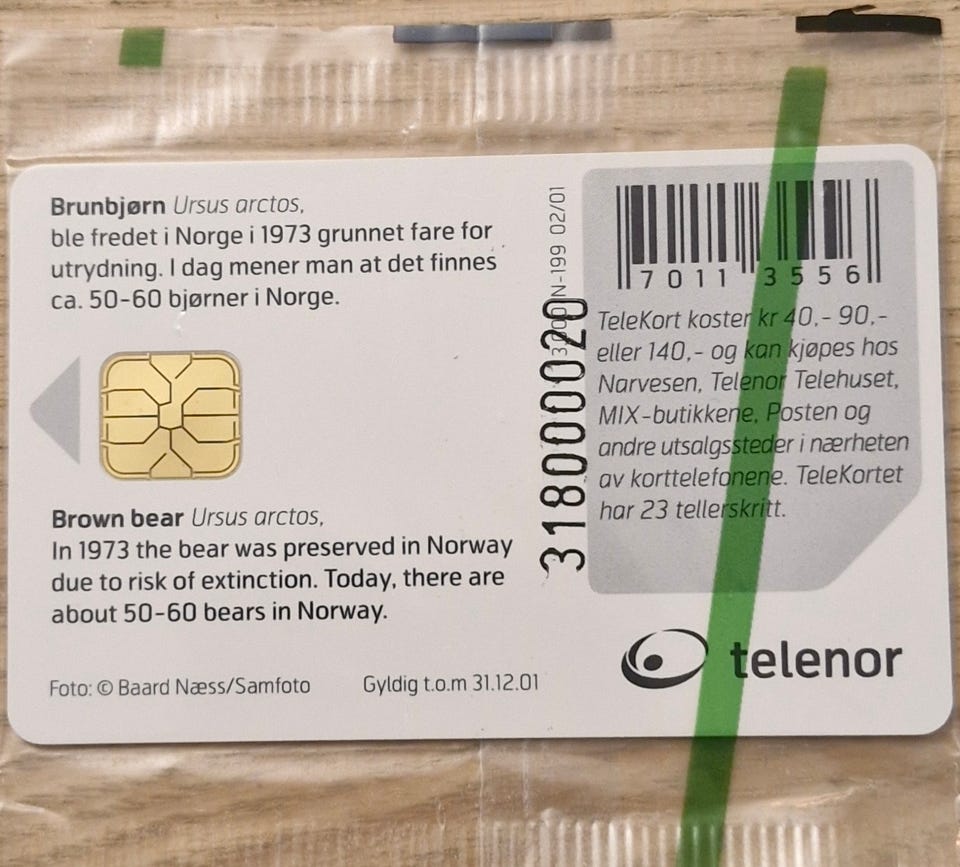 Brunbjørn Ursus arctos,
ble fredet i Norge i 1973 grunnet fare for
utrydning. I dag mener man at det finnes
ca. 50-60 bjørner i Norge.
Brown bear Ursus arctos,
In 1973 the bear was preserved in Norway
due to risk of extinction. Today, there are
about 50-60 bears in Norway.
Foto: © Baard Næss/Samfoto
Gyldig t.o.m 31.12.01
N-199 02/01
3180000020
7011 3556
TeleKort koster kr 40,- 90,-
eller 140,- og kan kjøpes hos
Narvesen, Telenor Telehuset,
MIX-butikkene, Posten og
andre utsalgssteder i nærheten
av korttelefonene. TeleKortet
har 23 tellerskritt.
telenor